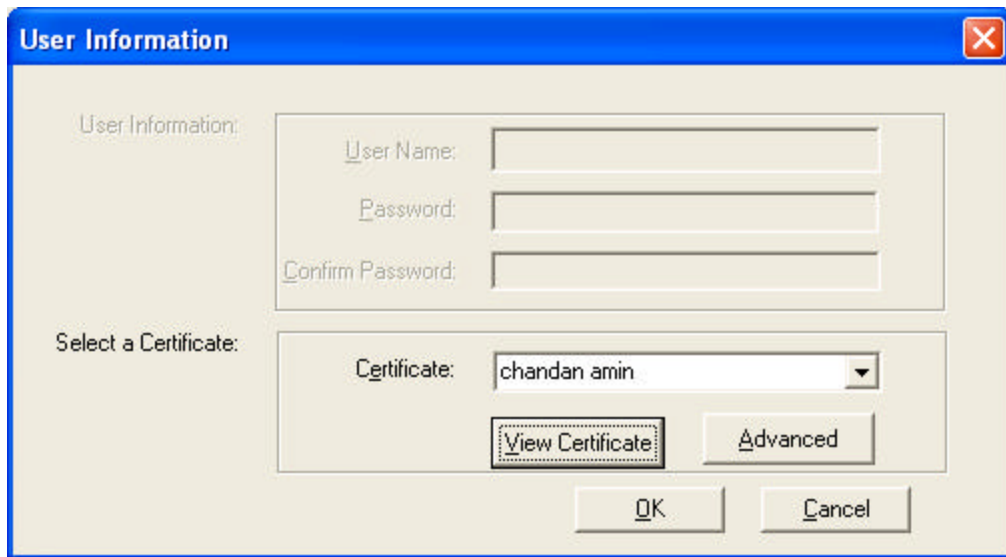 User Information
User Information:
User Name:
Password:
Confirm Password:
Select a Certificate:
Certificate: chandan amin
View Certificate Advanced
OK Cancel